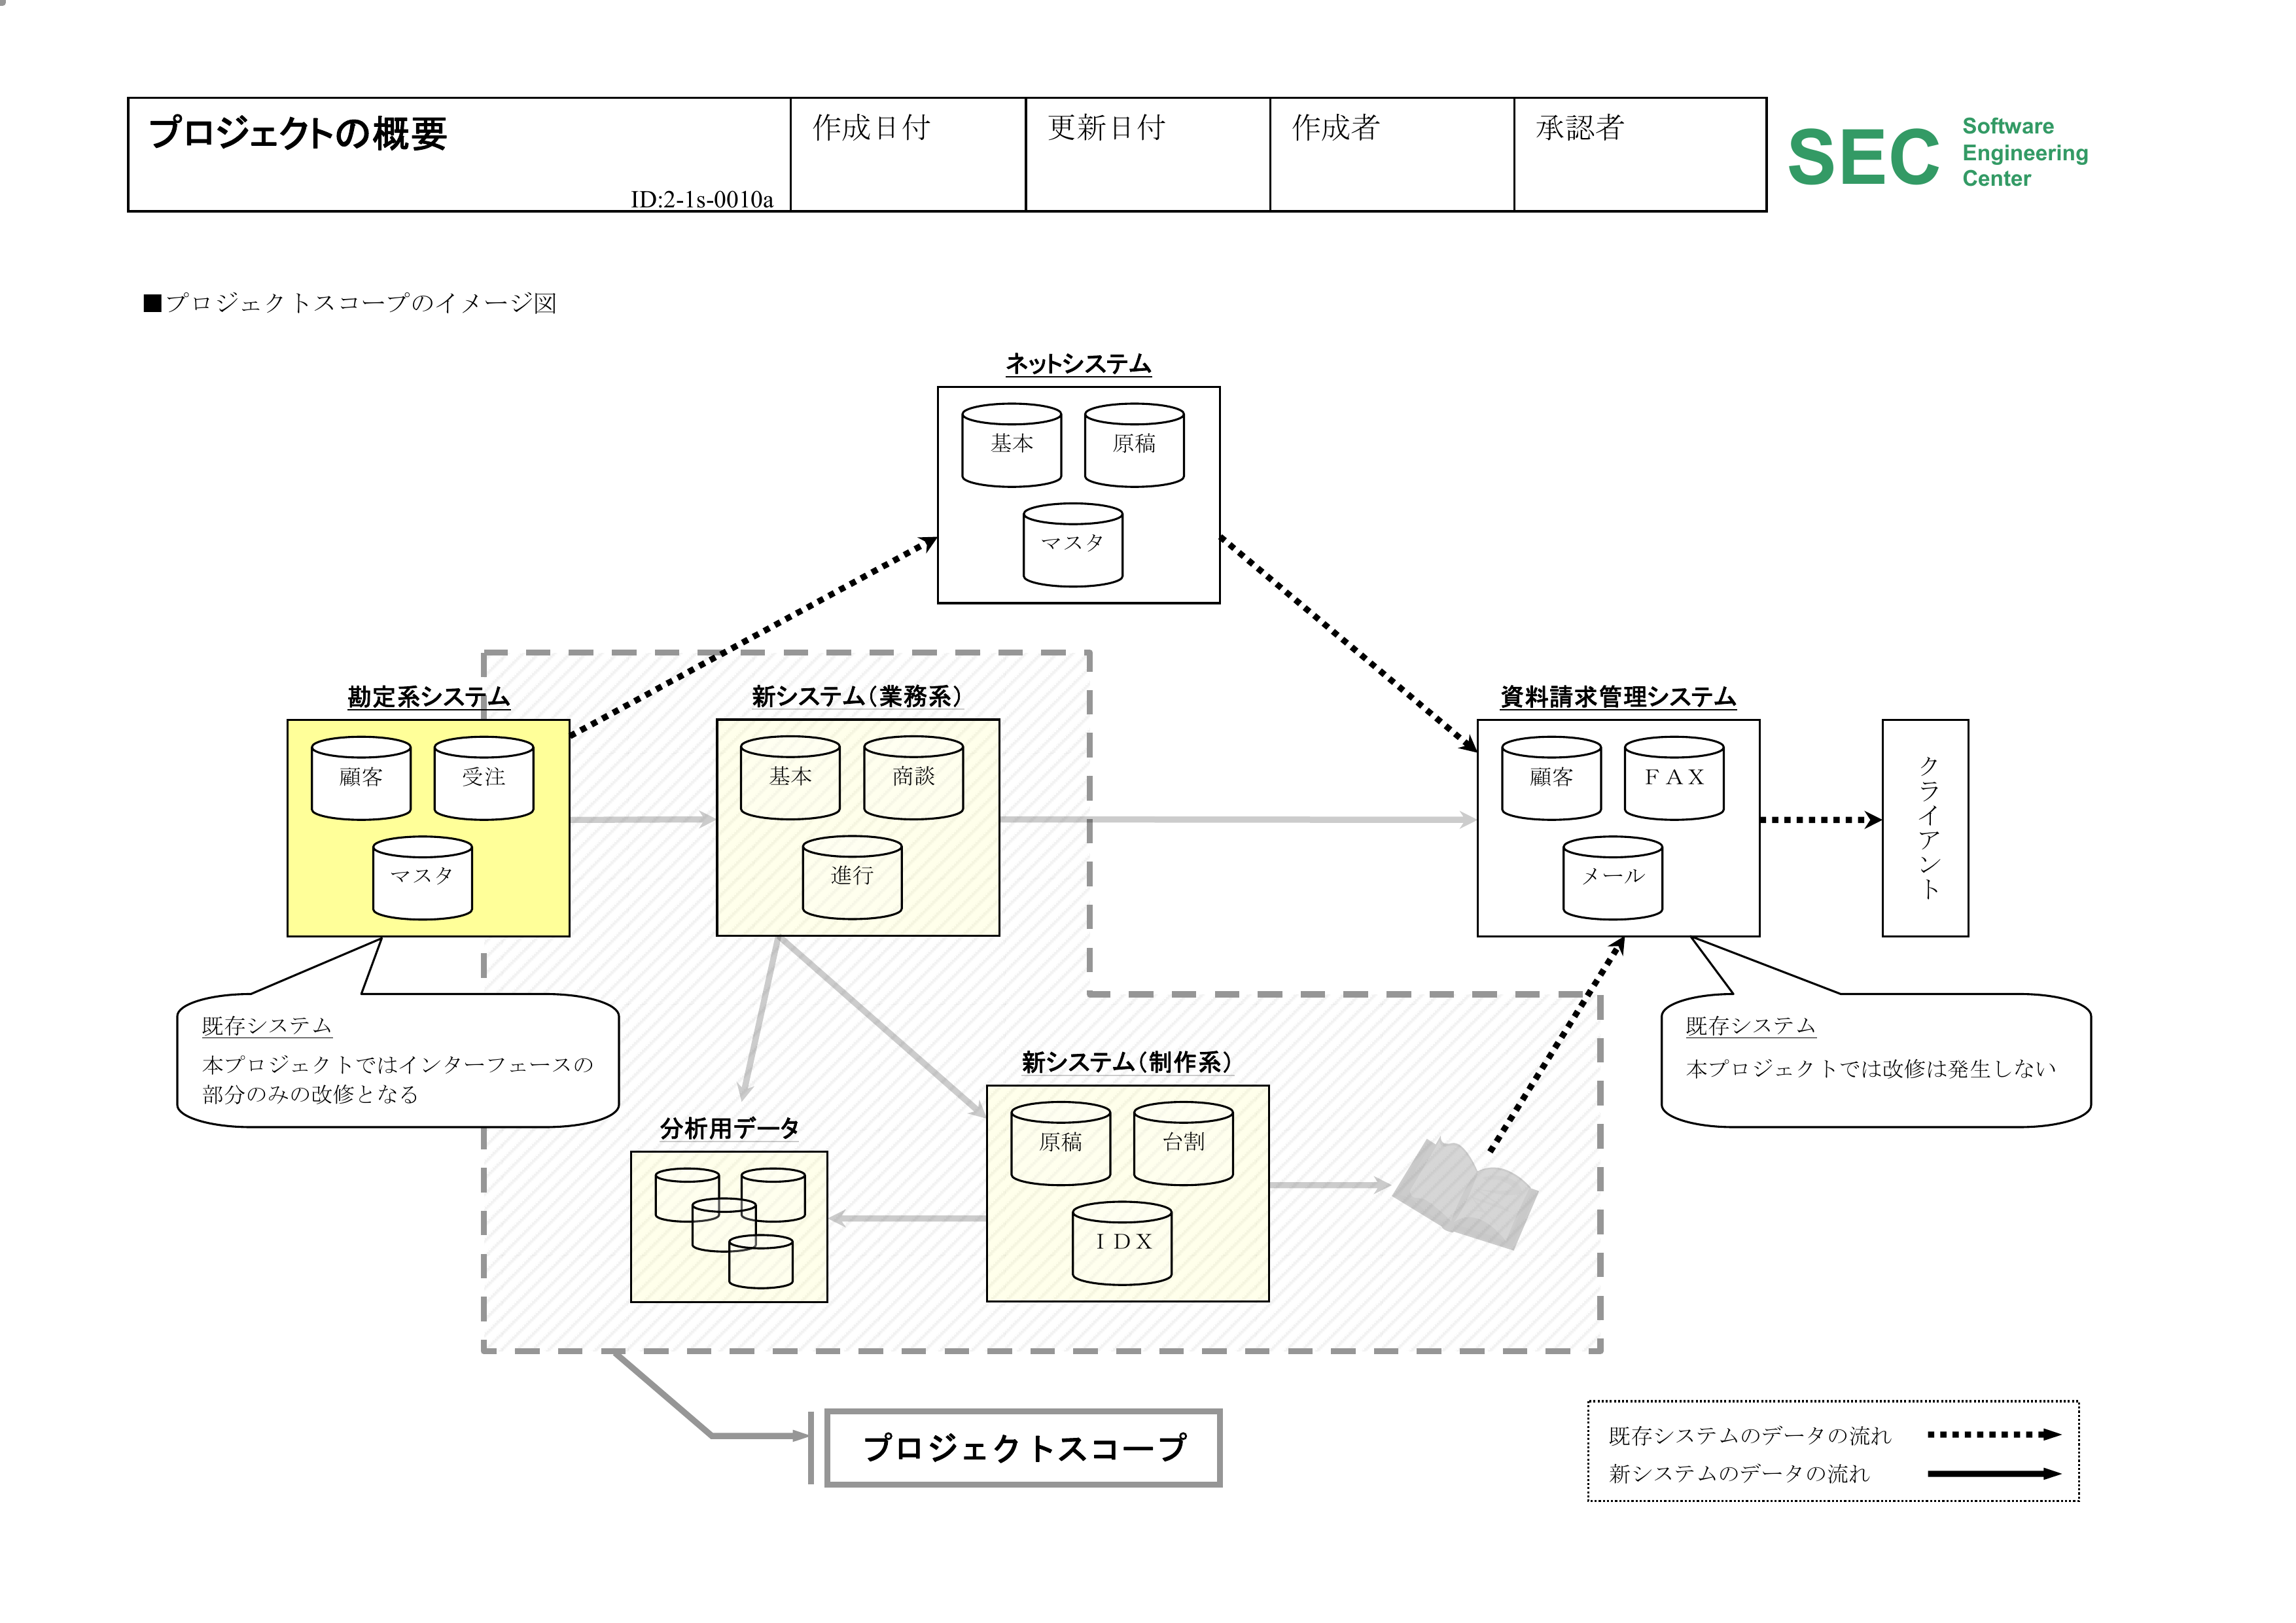 プロジェクトの概要
ID:2-1s-0010a
作成日付
更新日付
作成者
承認者
SEC
Software
Engineering
Center
■プロジェクトスコープのイメージ図
ネットシステム
基本
原稿
マスタ
勘定系システム
顧客
受注
マスタ
新システム（業務系）
基本
商談
進行
資料請求管理システム
顧客
ＦＡＸ
メール
クライアント
既存システム
本プロジェクトではインターフェースの
部分のみの改修となる
既存システム
本プロジェクトでは改修は発生しない
新システム（制作系）
原稿
台割
ＩＤＸ
分析用データ
プロジェクトスコープ
既存システムのデータの流れ
新システムのデータの流れ